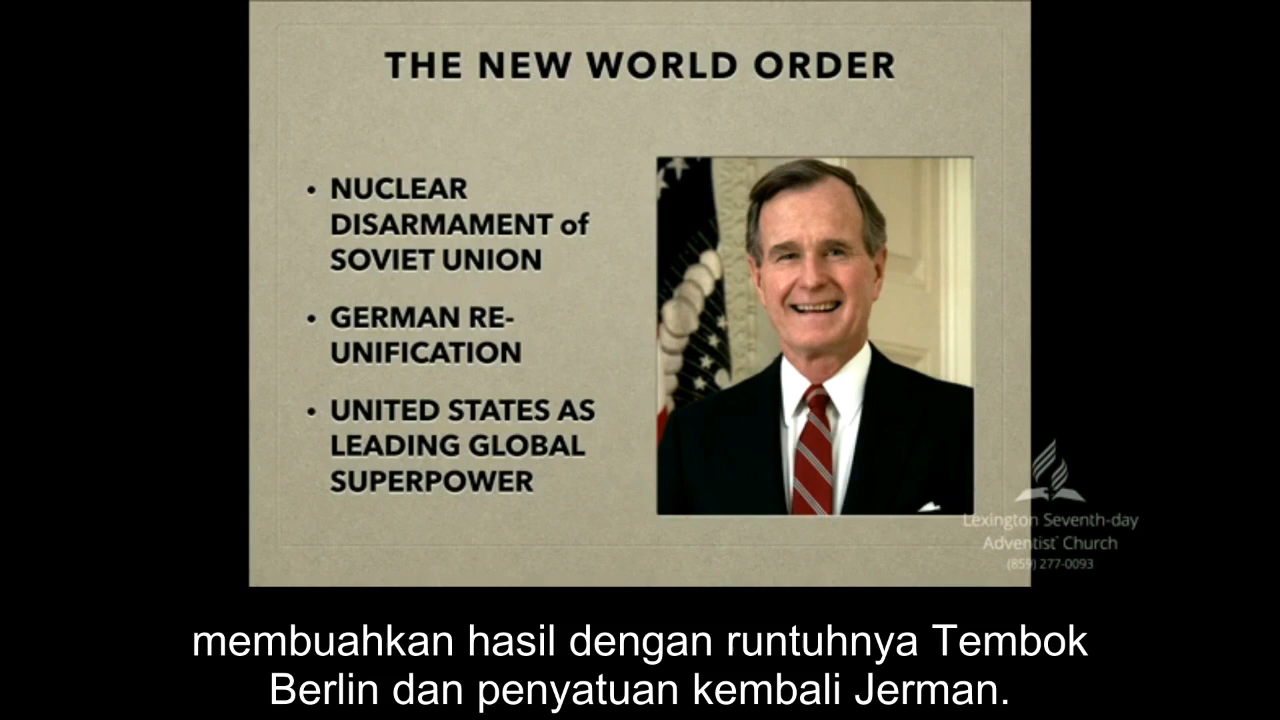 THE NEW WORLD ORDER
• NUCLEAR
DISARMAMENT of
SOVIET UNION
• GERMAN RE-
UNIFICATION
• UNITED STATES AS
LEADING GLOBAL
SUPERPOWER
Lexington Seventh-day
Adventist Church
(859) 277-0093
membuahkan hasil dengan runtuhnya Tembok
Berlin dan penyatuan kembali Jerman.